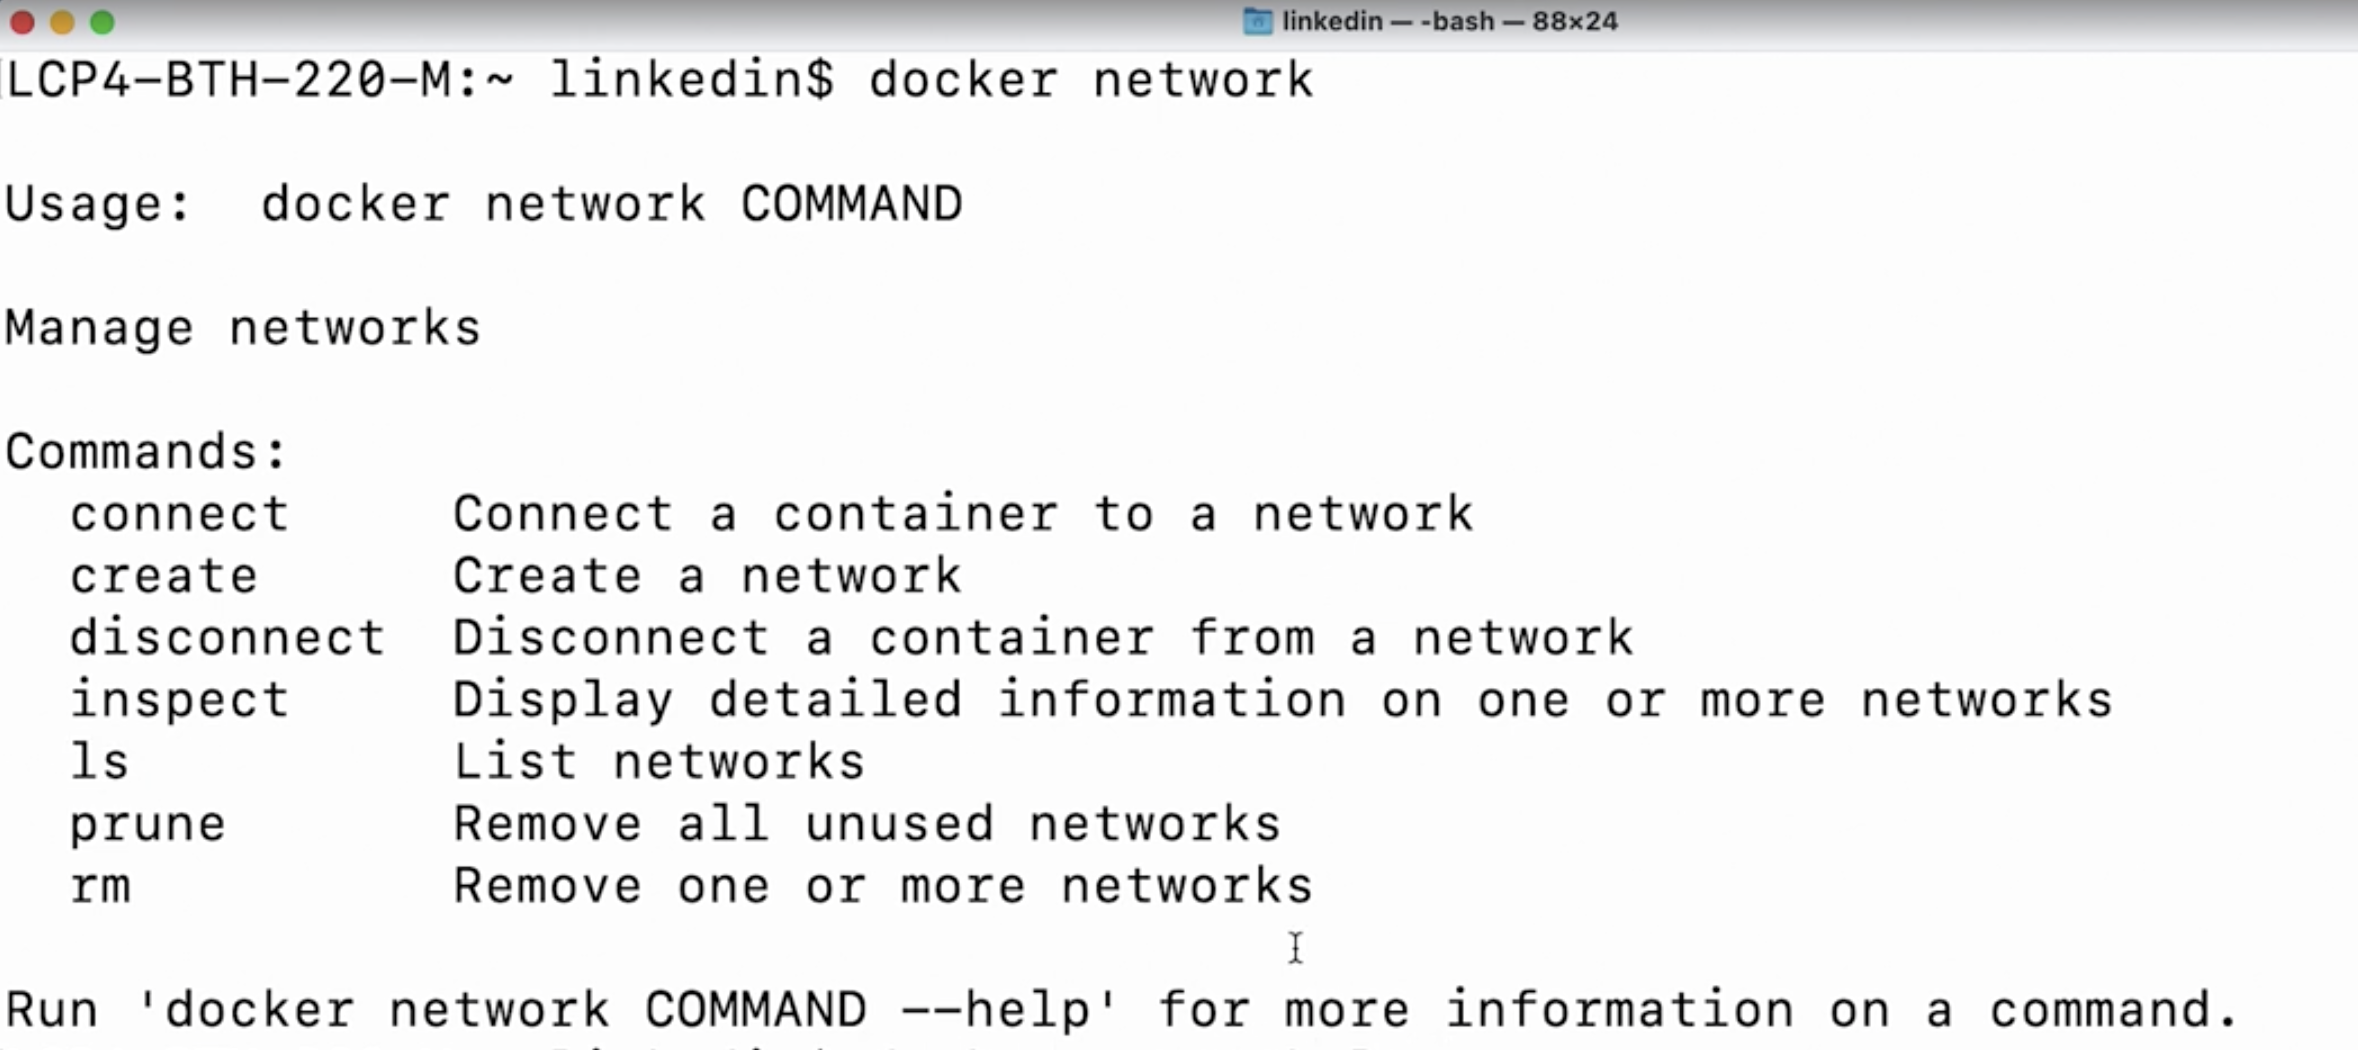 linkedin — -bash — 88×24
LCP4-BTH-220-M:~ linkedin$ docker network
Usage:  docker network COMMAND
Manage networks
Commands:
  connect     Connect a container to a network
  create      Create a network
  disconnect  Disconnect a container from a network
  inspect     Display detailed information on one or more networks
  ls          List networks
  prune       Remove all unused networks
  rm          Remove one or more networks
Run 'docker network COMMAND --help' for more information on a command.